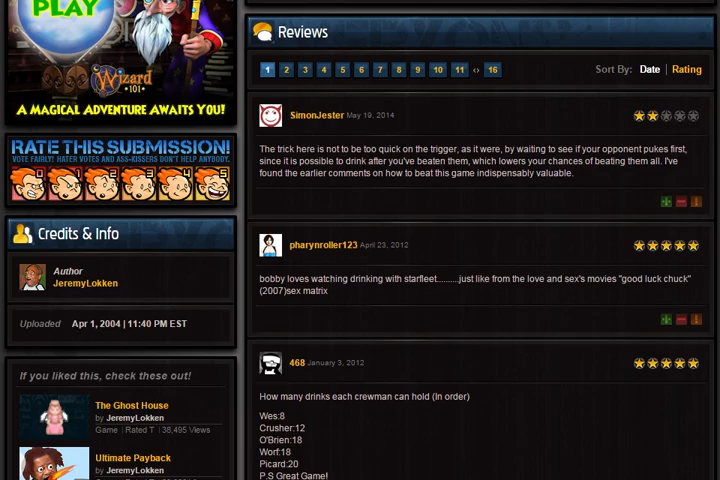 PLAY
Wizard
101
A MAGICAL ADVENTURE AWAITS YOU!
RATE THIS SUBMISSION!
VOTE FAIRLY! HATER VOTES AND ASS-KISSERS DON'T HELP ANYBODY.
0 1 2 3 4 5
Credits & Info
Author
JeremyLokken
Uploaded Apr 1, 2004 | 11:40 PM EST
If you liked this, check these out!
The Ghost House
by JeremyLokken
Game | Rated T | 38,495 Views
Ultimate Payback
by JeremyLokken
Reviews
1 2 3 4 5 6 7 8 9 10 11 ‹› 16
Sort By: Date | Rating
SimonJester May 19, 2014
The trick here is not to be too quick on the trigger, as it were, by waiting to see if your opponent pukes first,
since it is possible to drink after you've beaten them, which lowers your chances of beating them all. I've
found the earlier comments on how to beat this game indispensably valuable.
pharynroller123 April 23, 2012
bobby loves watching drinking with starfleet..........just like from the love and sex's movies "good luck chuck"
(2007)sex matrix
468 January 3, 2012
How many drinks each crewman can hold (In order)
Wes:8
Crusher:12
O'Brien:18
Worf:18
Picard:20
P.S Great Game!